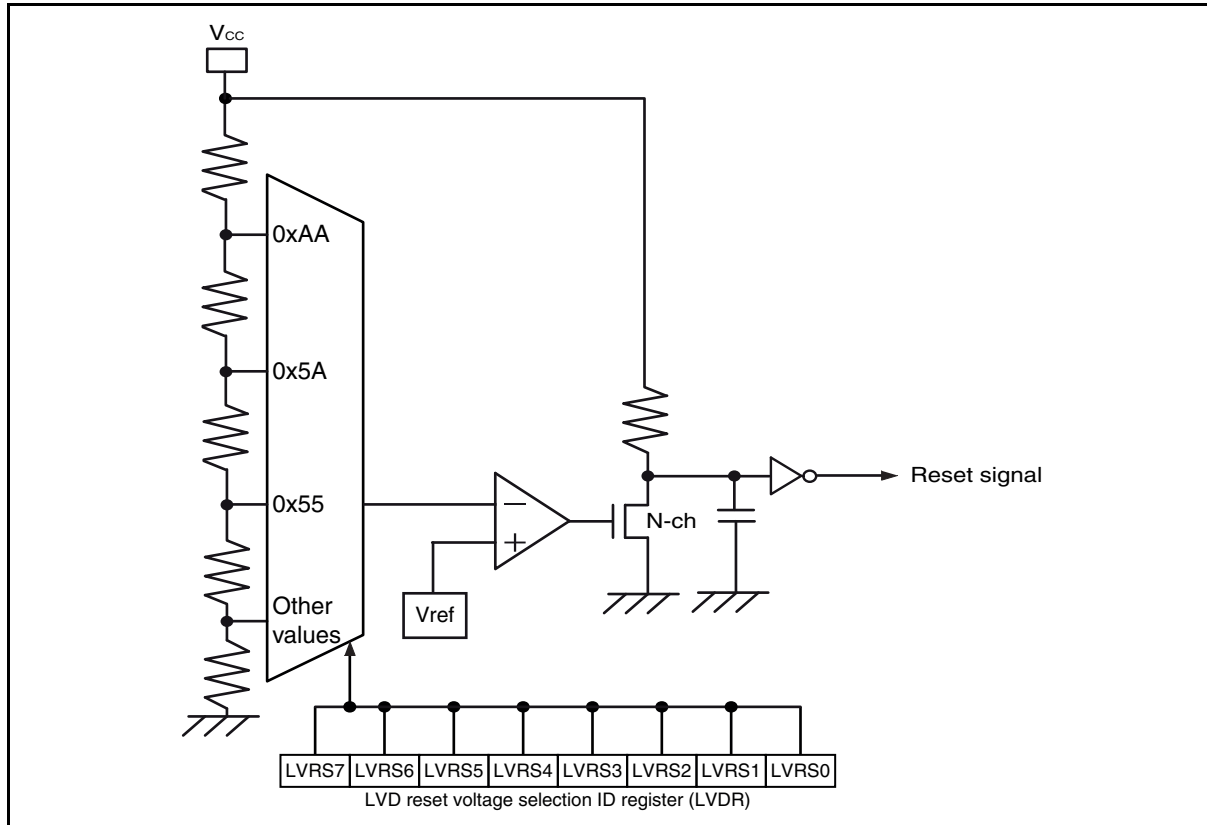 VCC
0xAA
0x5A
0x55
Other
values
−
+
Vref
N-ch
Reset signal
LVRS7 LVRS6 LVRS5 LVRS4 LVRS3 LVRS2 LVRS1 LVRS0
LVD reset voltage selection ID register (LVDR)